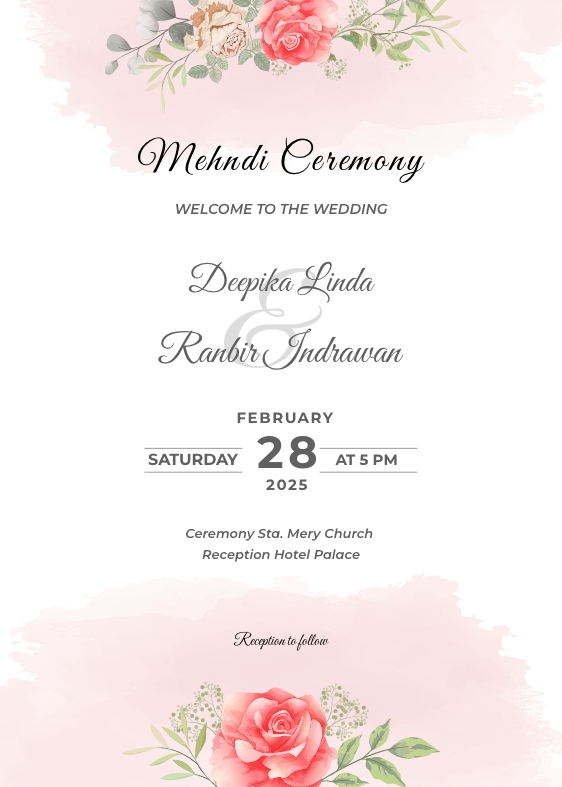 Mehndi Ceremony
WELCOME TO THE WEDDING
Deepika Linda
&
Ranbir Indrawan
FEBRUARY
SATURDAY 28 AT 5 PM
2025
Ceremony Sta. Mery Church
Reception Hotel Palace
Reception to follow